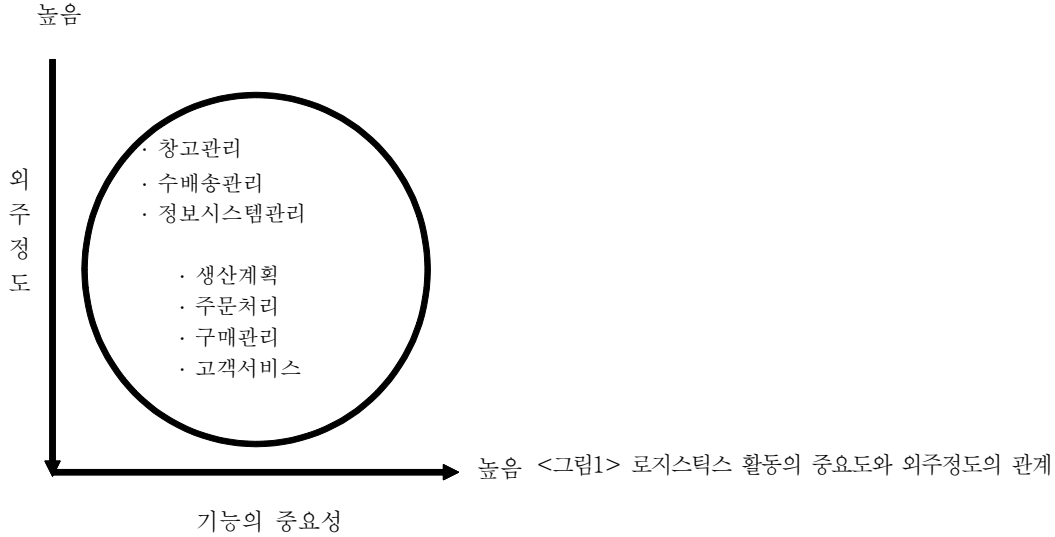 높음
외
주
정
도
· 창고관리
· 수배송관리
· 정보시스템관리
· 생산계획
· 주문처리
· 구매관리
· 고객서비스
높음 <그림1> 로지스틱스 활동의 중요도와 외주정도의 관계
기능의 중요성